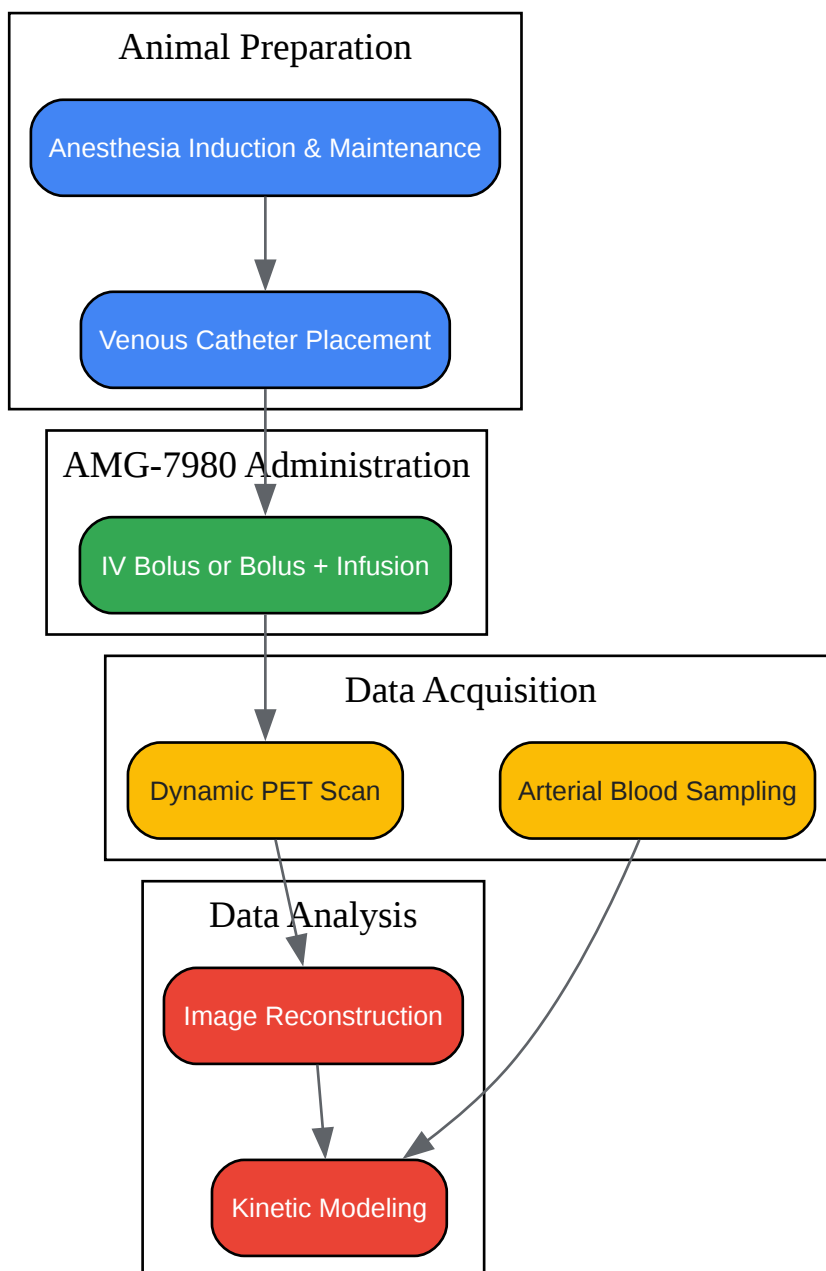 Animal Preparation
Anesthesia Induction & Maintenance
Venous Catheter Placement
AMG-7980 Administration
IV Bolus or Bolus + Infusion
Data Acquisition
Dynamic PET Scan
Arterial Blood Sampling
Data Analysis
Image Reconstruction
Kinetic Modeling